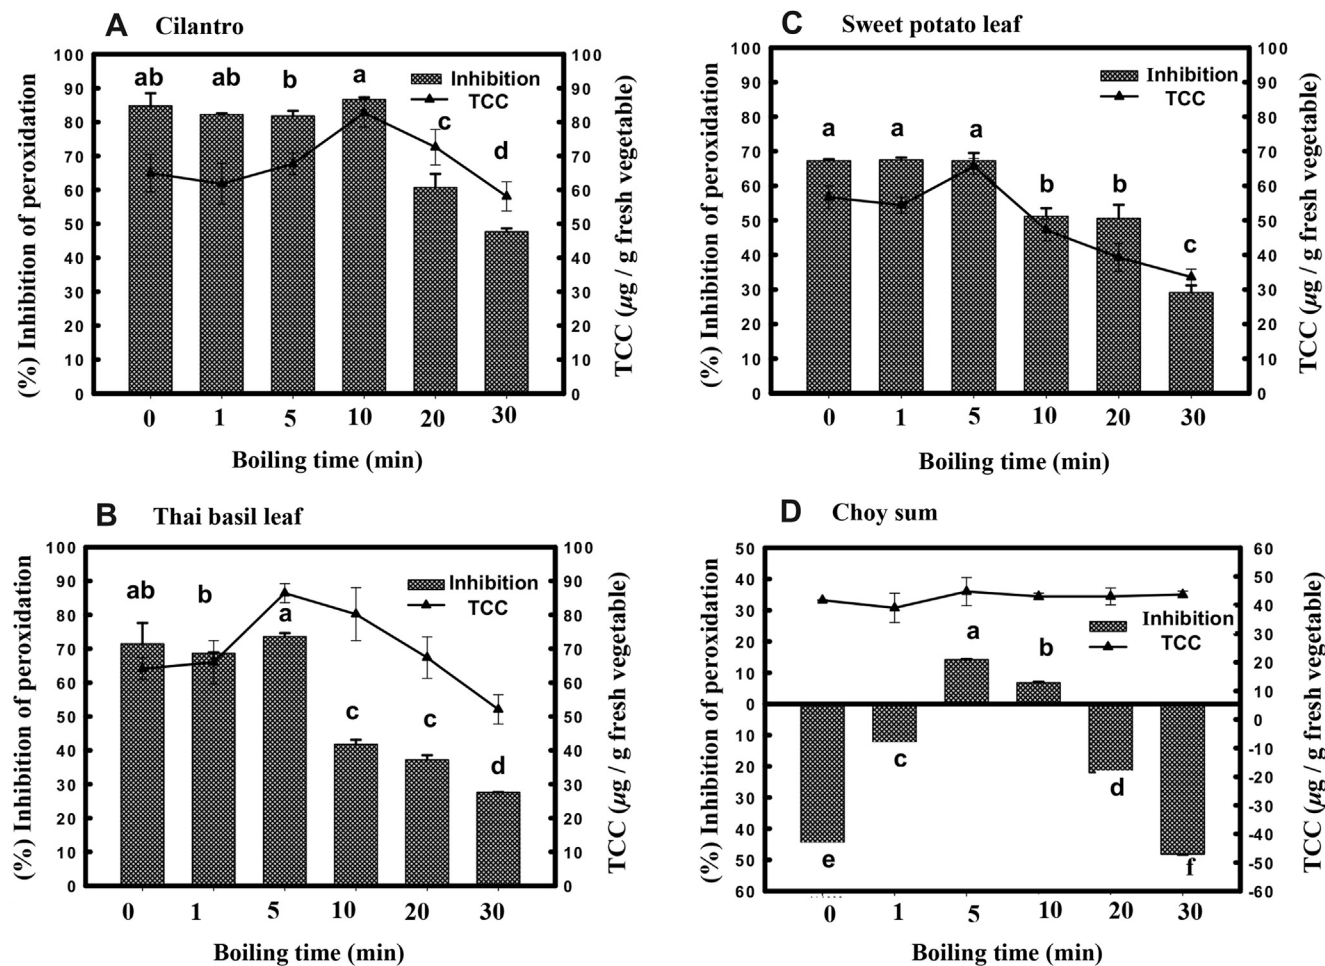 A Cilantro
(%) Inhibition of peroxidation
100
90
80
70
60
50
40
30
20
10
0
ab ab b a c d
Inhibition
TCC
100
90
80
70
60
50
40
30
20
10
0
TCC (µg / g fresh vegetable)
0 1 5 10 20 30
Boiling time (min)
C Sweet potato leaf
(%) Inhibition of peroxidation
100
90
80
70
60
50
40
30
20
10
0
a a a b b c
Inhibition
TCC
100
90
80
70
60
50
40
30
20
10
0
TCC (µg / g fresh vegetable)
0 1 5 10 20 30
Boiling time (min)
B Thai basil leaf
(%) Inhibition of peroxidation
100
90
80
70
60
50
40
30
20
10
0
ab b a c c d
Inhibition
TCC
100
90
80
70
60
50
40
30
20
10
0
TCC (µg / g fresh vegetable)
0 1 5 10 20 30
Boiling time (min)
D Choy sum
(%) Inhibition of peroxidation
50
40
30
20
10
0
10
20
30
40
50
60
e c a b d f
Inhibition
TCC
60
50
40
30
20
10
0
-10
-20
-30
-40
-50
-60
TCC (µg / g fresh vegetable)
0 1 5 10 20 30
Boiling time (min)